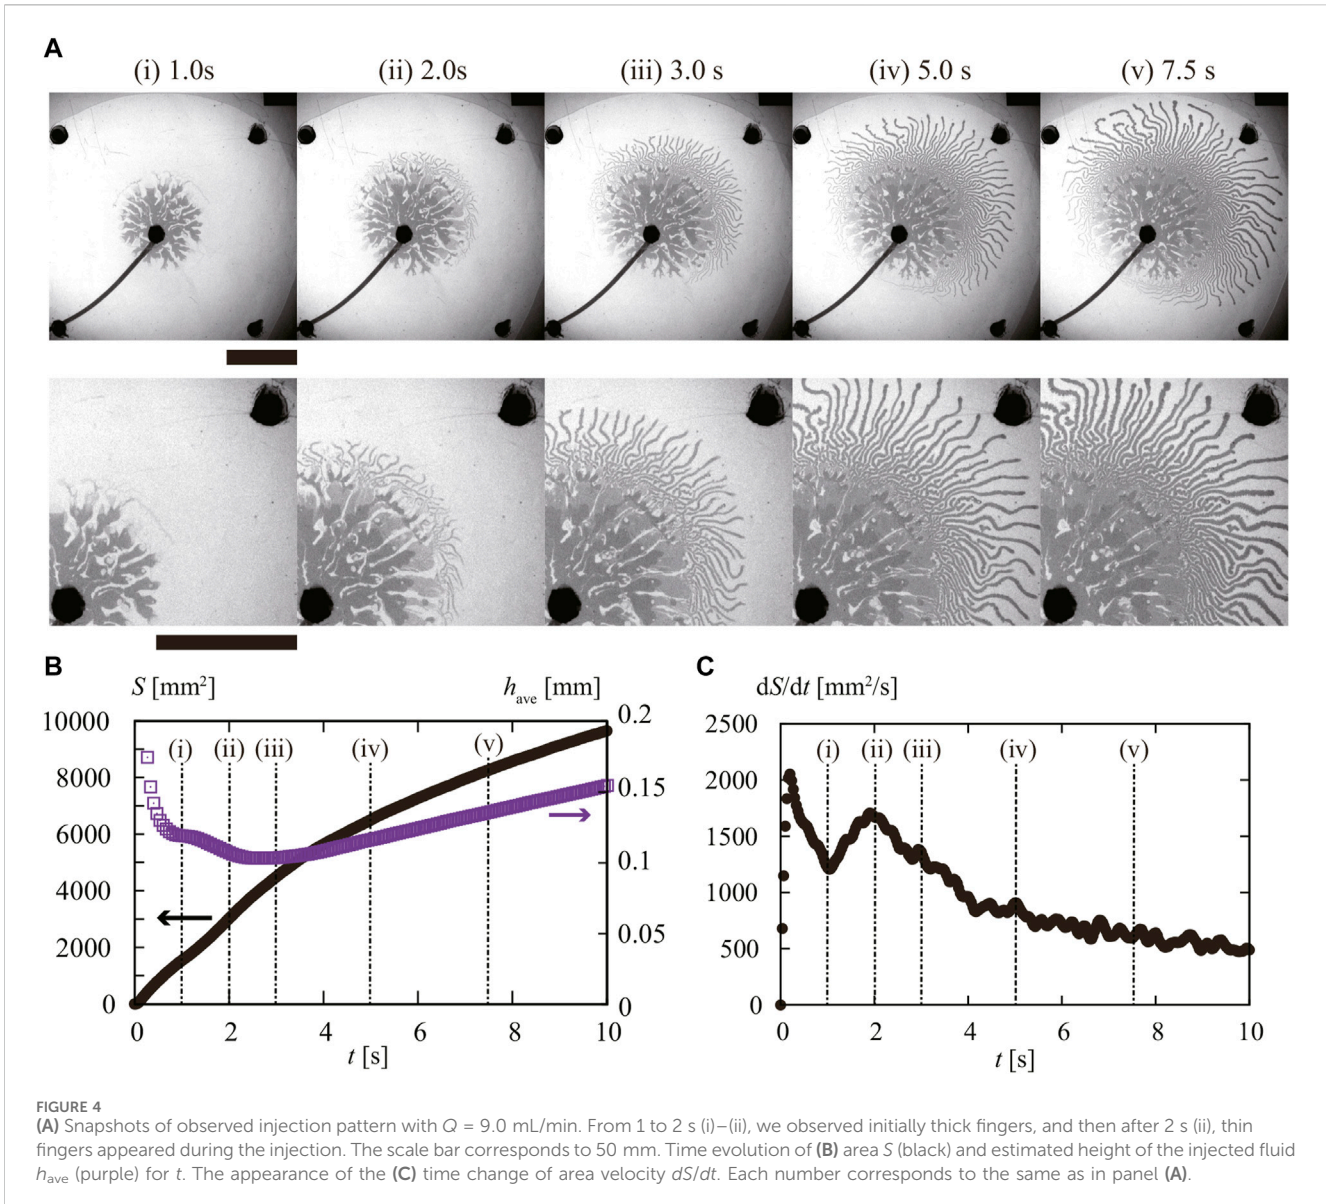 A
(i) 1.0s
(ii) 2.0s
(iii) 3.0 s
(iv) 5.0 s
(v) 7.5 s
B
S [mm²]
h_ave [mm]
10000
8000
6000
4000
2000
0
(i)
(ii)
(iii)
(iv)
(v)
0.2
0.15
0.1
0.05
0
0
2
4
6
8
10
t [s]
C
dS/dt [mm²/s]
2500
2000
1500
1000
500
0
(i)
(ii)
(iii)
(iv)
(v)
0
2
4
6
8
10
t [s]
FIGURE 4
(A) Snapshots of observed injection pattern with Q = 9.0 mL/min. From 1 to 2 s (i)–(ii), we observed initially thick fingers, and then after 2 s (ii), thin
fingers appeared during the injection. The scale bar corresponds to 50 mm. Time evolution of (B) area S (black) and estimated height of the injected fluid
h_ave (purple) for t. The appearance of the (C) time change of area velocity dS/dt. Each number corresponds to the same as in panel (A).